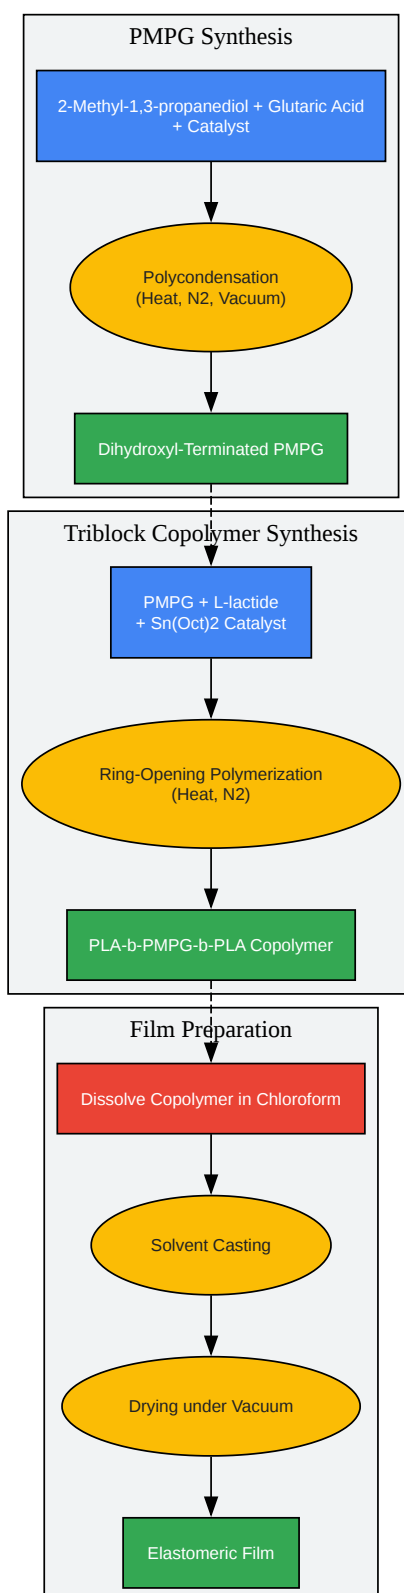 PMPG Synthesis
2-Methyl-1,3-propanediol + Glutaric Acid
+ Catalyst
Polycondensation
(Heat, N2, Vacuum)
Dihydroxyl-Terminated PMPG
Triblock Copolymer Synthesis
PMPG + L-lactide
+ Sn(Oct)2 Catalyst
Ring-Opening Polymerization
(Heat, N2)
PLA-b-PMPG-b-PLA Copolymer
Film Preparation
Dissolve Copolymer in Chloroform
Solvent Casting
Drying under Vacuum
Elastomeric Film